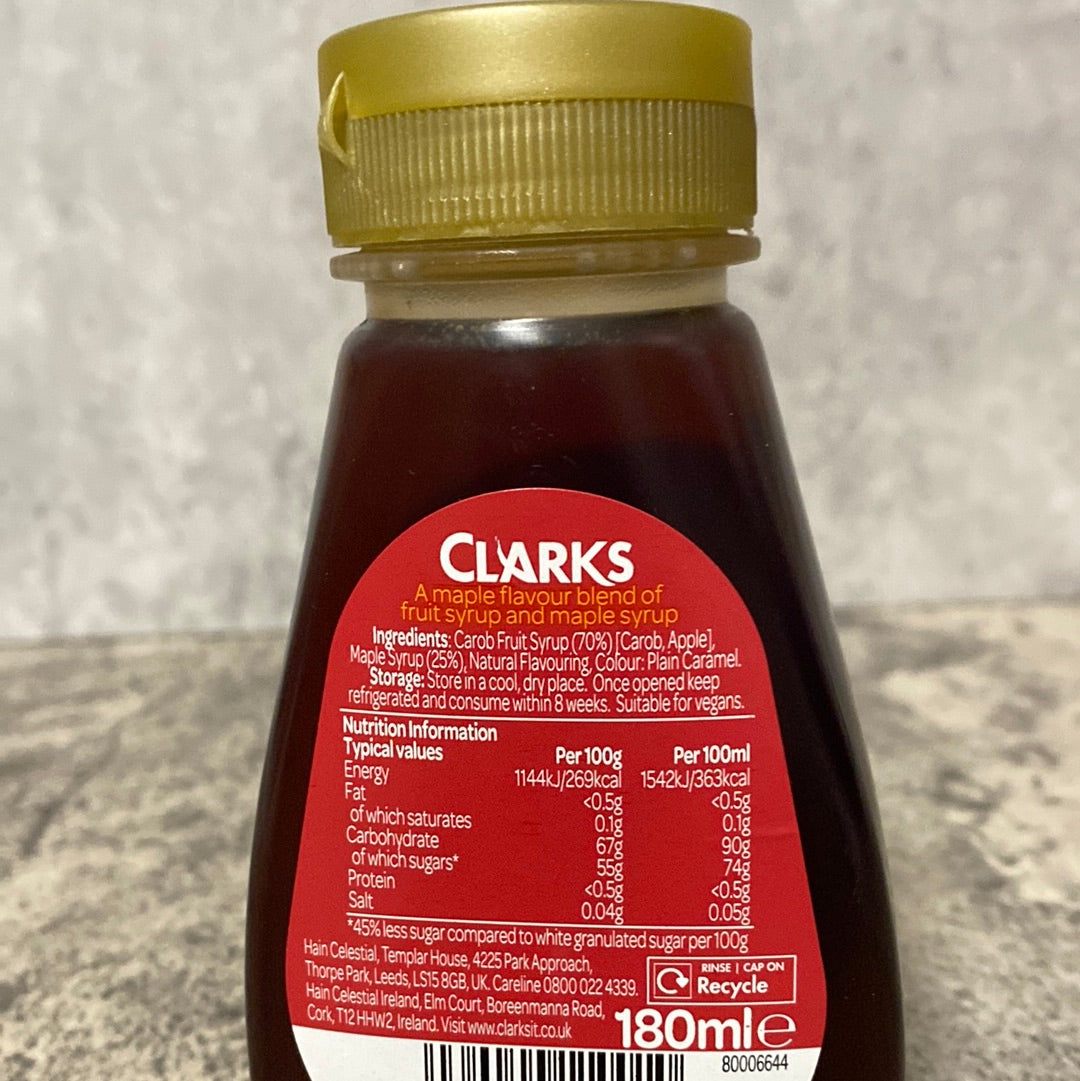 CLARKS
A maple flavour blend of
fruit syrup and maple syrup
Ingredients: Carob Fruit Syrup (70%) [Carob, Apple],
Maple Syrup (25%), Natural Flavouring, Colour: Plain Caramel.
Storage: Store in a cool, dry place. Once opened keep
refrigerated and consume within 8 weeks. Suitable for vegans.
Nutrition Information
Typical values Per 100g Per 100ml
Energy 1144kJ/269kcal 1542kJ/363kcal
Fat <0.5g <0.5g
of which saturates 0.1g 0.1g
Carbohydrate 67g 90g
of which sugars* 55g 74g
Protein <0.5g <0.5g
Salt 0.04g 0.05g
*45% less sugar compared to white granulated sugar per 100g
Hain Celestial, Templar House, 4225 Park Approach,
Thorpe Park, Leeds, LS15 8GB, UK. Careline 0800 022 4339.
Hain Celestial Ireland, Elm Court, Boreenmanna Road,
Cork, T12 HHW2, Ireland. Visit www.clarksit.co.uk
RINSE | CAP ON
Recycle
180ml e
80006644